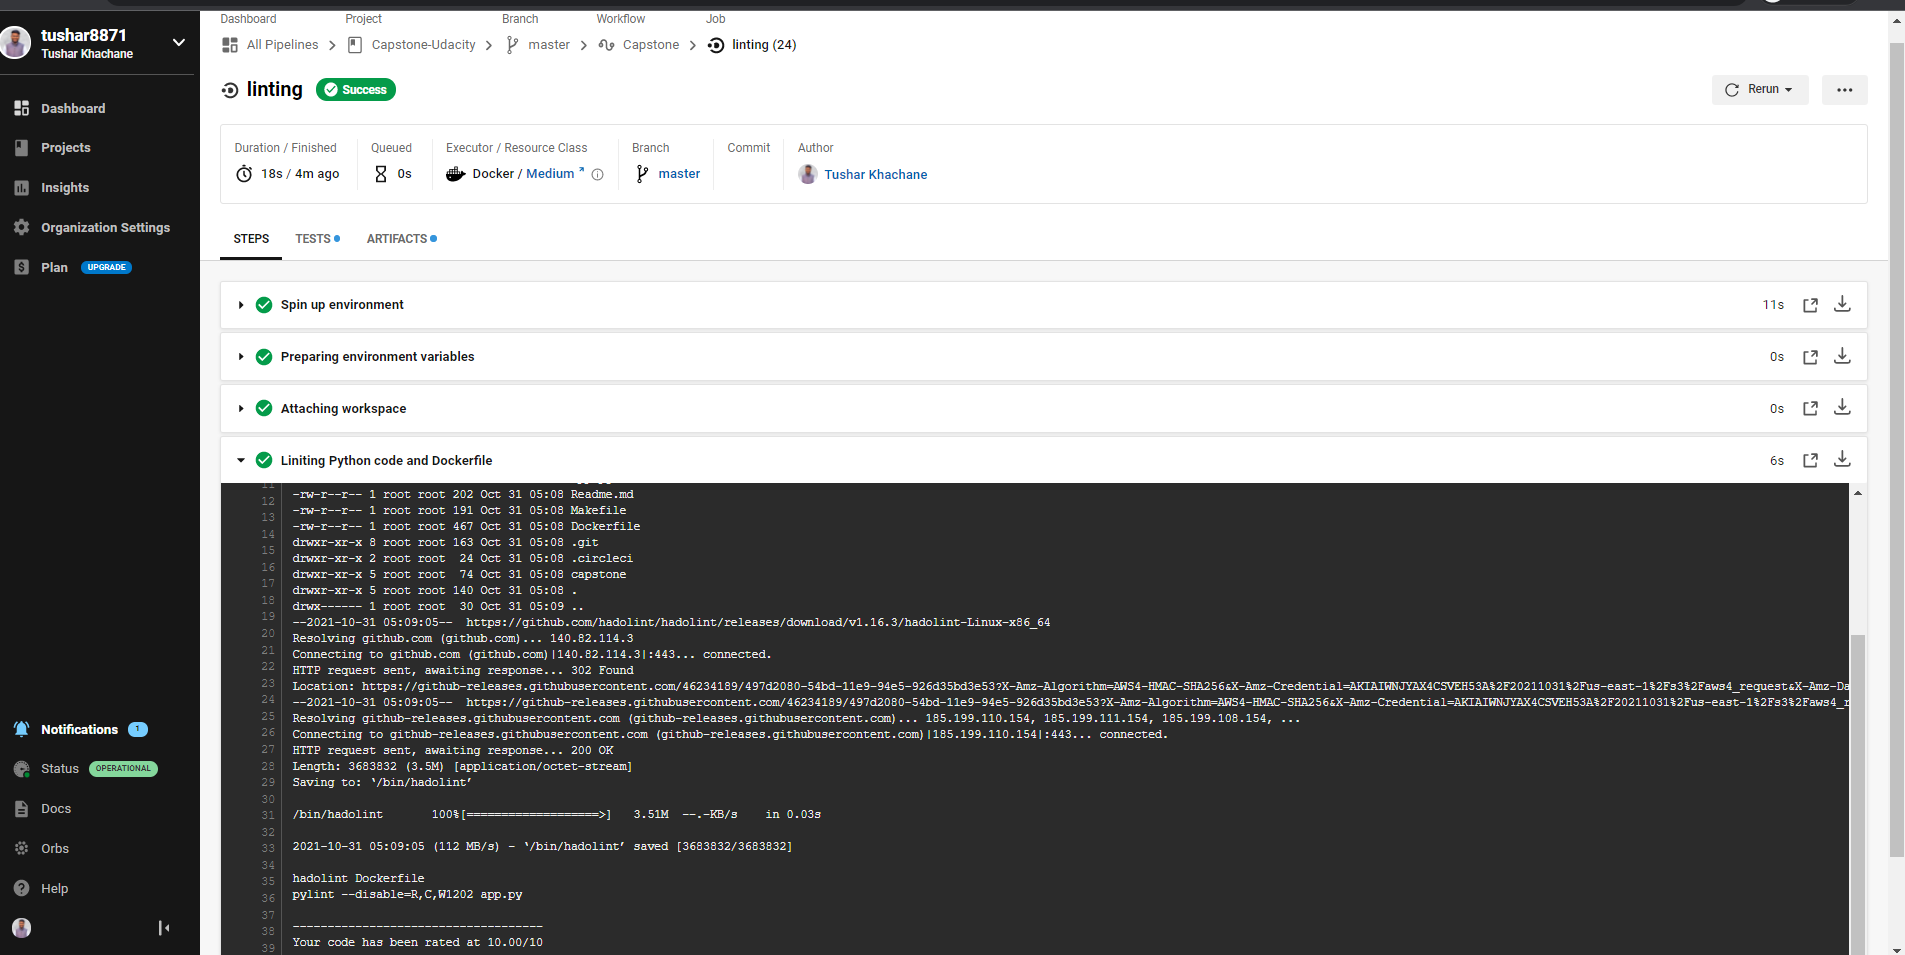 tushar8871
Tushar Khachane
Dashboard
Projects
Insights
Organization Settings
Plan UPGRADE
Notifications 1
Status OPERATIONAL
Docs
Orbs
Help
Dashboard Project Branch Workflow Job
All Pipelines Capstone-Udacity master Capstone linting (24)
linting Success
Rerun
Duration / Finished Queued Executor / Resource Class Branch Commit Author
18s / 4m ago 0s Docker / Medium master Tushar Khachane
STEPS TESTS ARTIFACTS
Spin up environment 11s
Preparing environment variables 0s
Attaching workspace 0s
Liniting Python code and Dockerfile 6s
11
12 -rw-r--r-- 1 root root 202 Oct 31 05:08 Readme.md
13 -rw-r--r-- 1 root root 191 Oct 31 05:08 Makefile
14 -rw-r--r-- 1 root root 467 Oct 31 05:08 Dockerfile
15 drwxr-xr-x 8 root root 163 Oct 31 05:08 .git
16 drwxr-xr-x 2 root root  24 Oct 31 05:08 .circleci
17 drwxr-xr-x 5 root root  74 Oct 31 05:08 capstone
18 drwxr-xr-x 5 root root 140 Oct 31 05:08 .
19 drwx------ 1 root root  30 Oct 31 05:09 ..
20 --2021-10-31 05:09:05--  https://github.com/hadolint/hadolint/releases/download/v1.16.3/hadolint-Linux-x86_64
21 Resolving github.com (github.com)... 140.82.114.3
22 Connecting to github.com (github.com)|140.82.114.3|:443... connected.
23 HTTP request sent, awaiting response... 302 Found
24 Location: https://github-releases.githubusercontent.com/46234189/497d2080-54bd-11e9-94e5-926d35bd3e53?X-Amz-Algorithm=AWS4-HMAC-SHA256&X-Amz-Credential=AKIAIWNJYAX4CSVEH53A%2F20211031%2Fus-east-1%2Fs3%2Faws4_request&X-Amz-Da
25 --2021-10-31 05:09:05--  https://github-releases.githubusercontent.com/46234189/497d2080-54bd-11e9-94e5-926d35bd3e53?X-Amz-Algorithm=AWS4-HMAC-SHA256&X-Amz-Credential=AKIAIWNJYAX4CSVEH53A%2F20211031%2Fus-east-1%2Fs3%2Faws4_r
26 Resolving github-releases.githubusercontent.com (github-releases.githubusercontent.com)... 185.199.110.154, 185.199.111.154, 185.199.108.154, ...
27 Connecting to github-releases.githubusercontent.com (github-releases.githubusercontent.com)|185.199.110.154|:443... connected.
28 HTTP request sent, awaiting response... 200 OK
29 Length: 3683832 (3.5M) [application/octet-stream]
30 Saving to: ‘/bin/hadolint’
31
32 /bin/hadolint       100%[===================>]   3.51M  --.-KB/s    in 0.03s
33
34 2021-10-31 05:09:05 (112 MB/s) - ‘/bin/hadolint’ saved [3683832/3683832]
35
36 hadolint Dockerfile
37 pylint --disable=R,C,W1202 app.py
38
39 ------------------------------------
Your code has been rated at 10.00/10